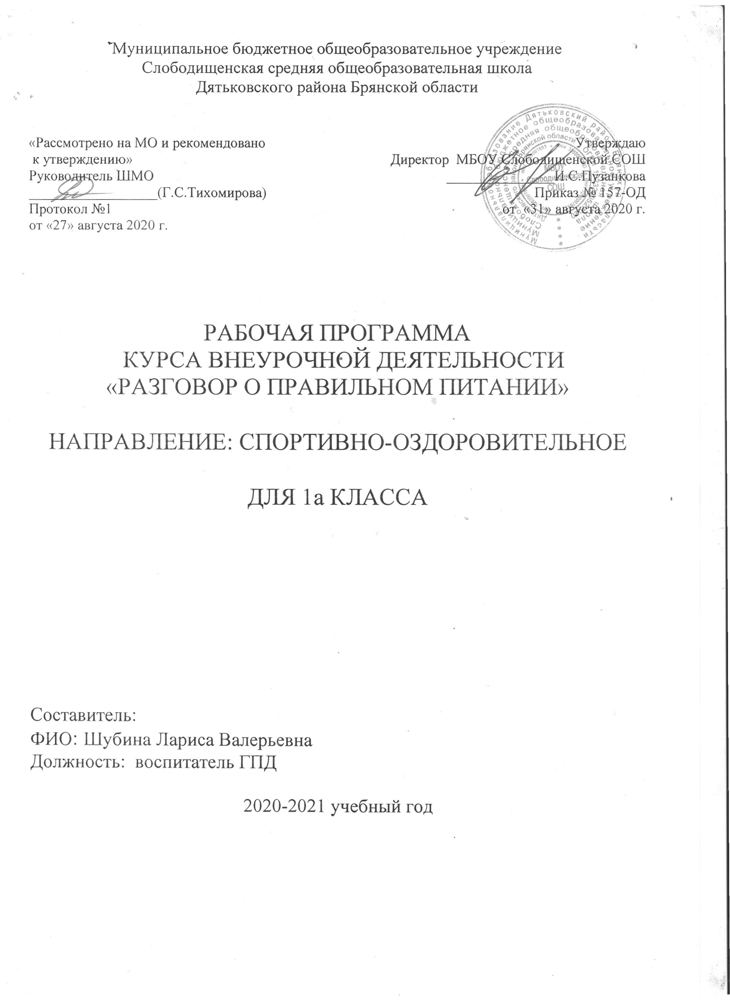 Муниципальное бюджетное общеобразовательное учреждение
Слободищенская средняя общеобразовательная школа
Дятьковского района Брянской области
«Рассмотрено на МО и рекомендовано
к утверждению»
Руководитель ШМО
(Г.С.Тихомирова)
Протокол №1
от «27» августа 2020 г.
Утверждаю
Директор МБОУ Слободищенской СОШ
И.С.Пузанкова
Приказ № 157-ОД
от «31» августа 2020 г.
МБОУ
Слободищенская
СОШ
РАБОЧАЯ ПРОГРАММА
КУРСА ВНЕУРОЧНОЙ ДЕЯТЕЛЬНОСТИ
«РАЗГОВОР О ПРАВИЛЬНОМ ПИТАНИИ»
НАПРАВЛЕНИЕ: СПОРТИВНО-ОЗДОРОВИТЕЛЬНОЕ
ДЛЯ 1а КЛАССА
Составитель:
ФИО: Шубина Лариса Валерьевна
Должность: воспитатель ГПД
2020-2021 учебный год